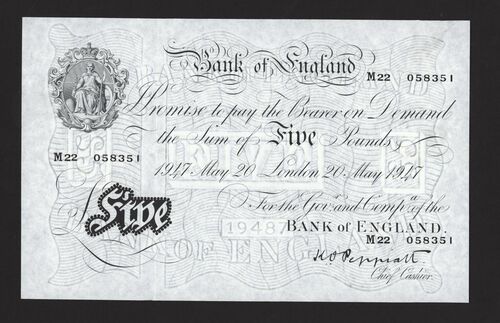 Bank of England
M22 058351
I Promise to pay the Bearer on Demand
the Sum of Five Pounds
M22 058351
1947 May 20 London 20 May 1947
For the Govr. and Compa. of the
£ Five
BANK OF ENGLAND.
M22 058351
K O Peppiatt
Chief Cashier.